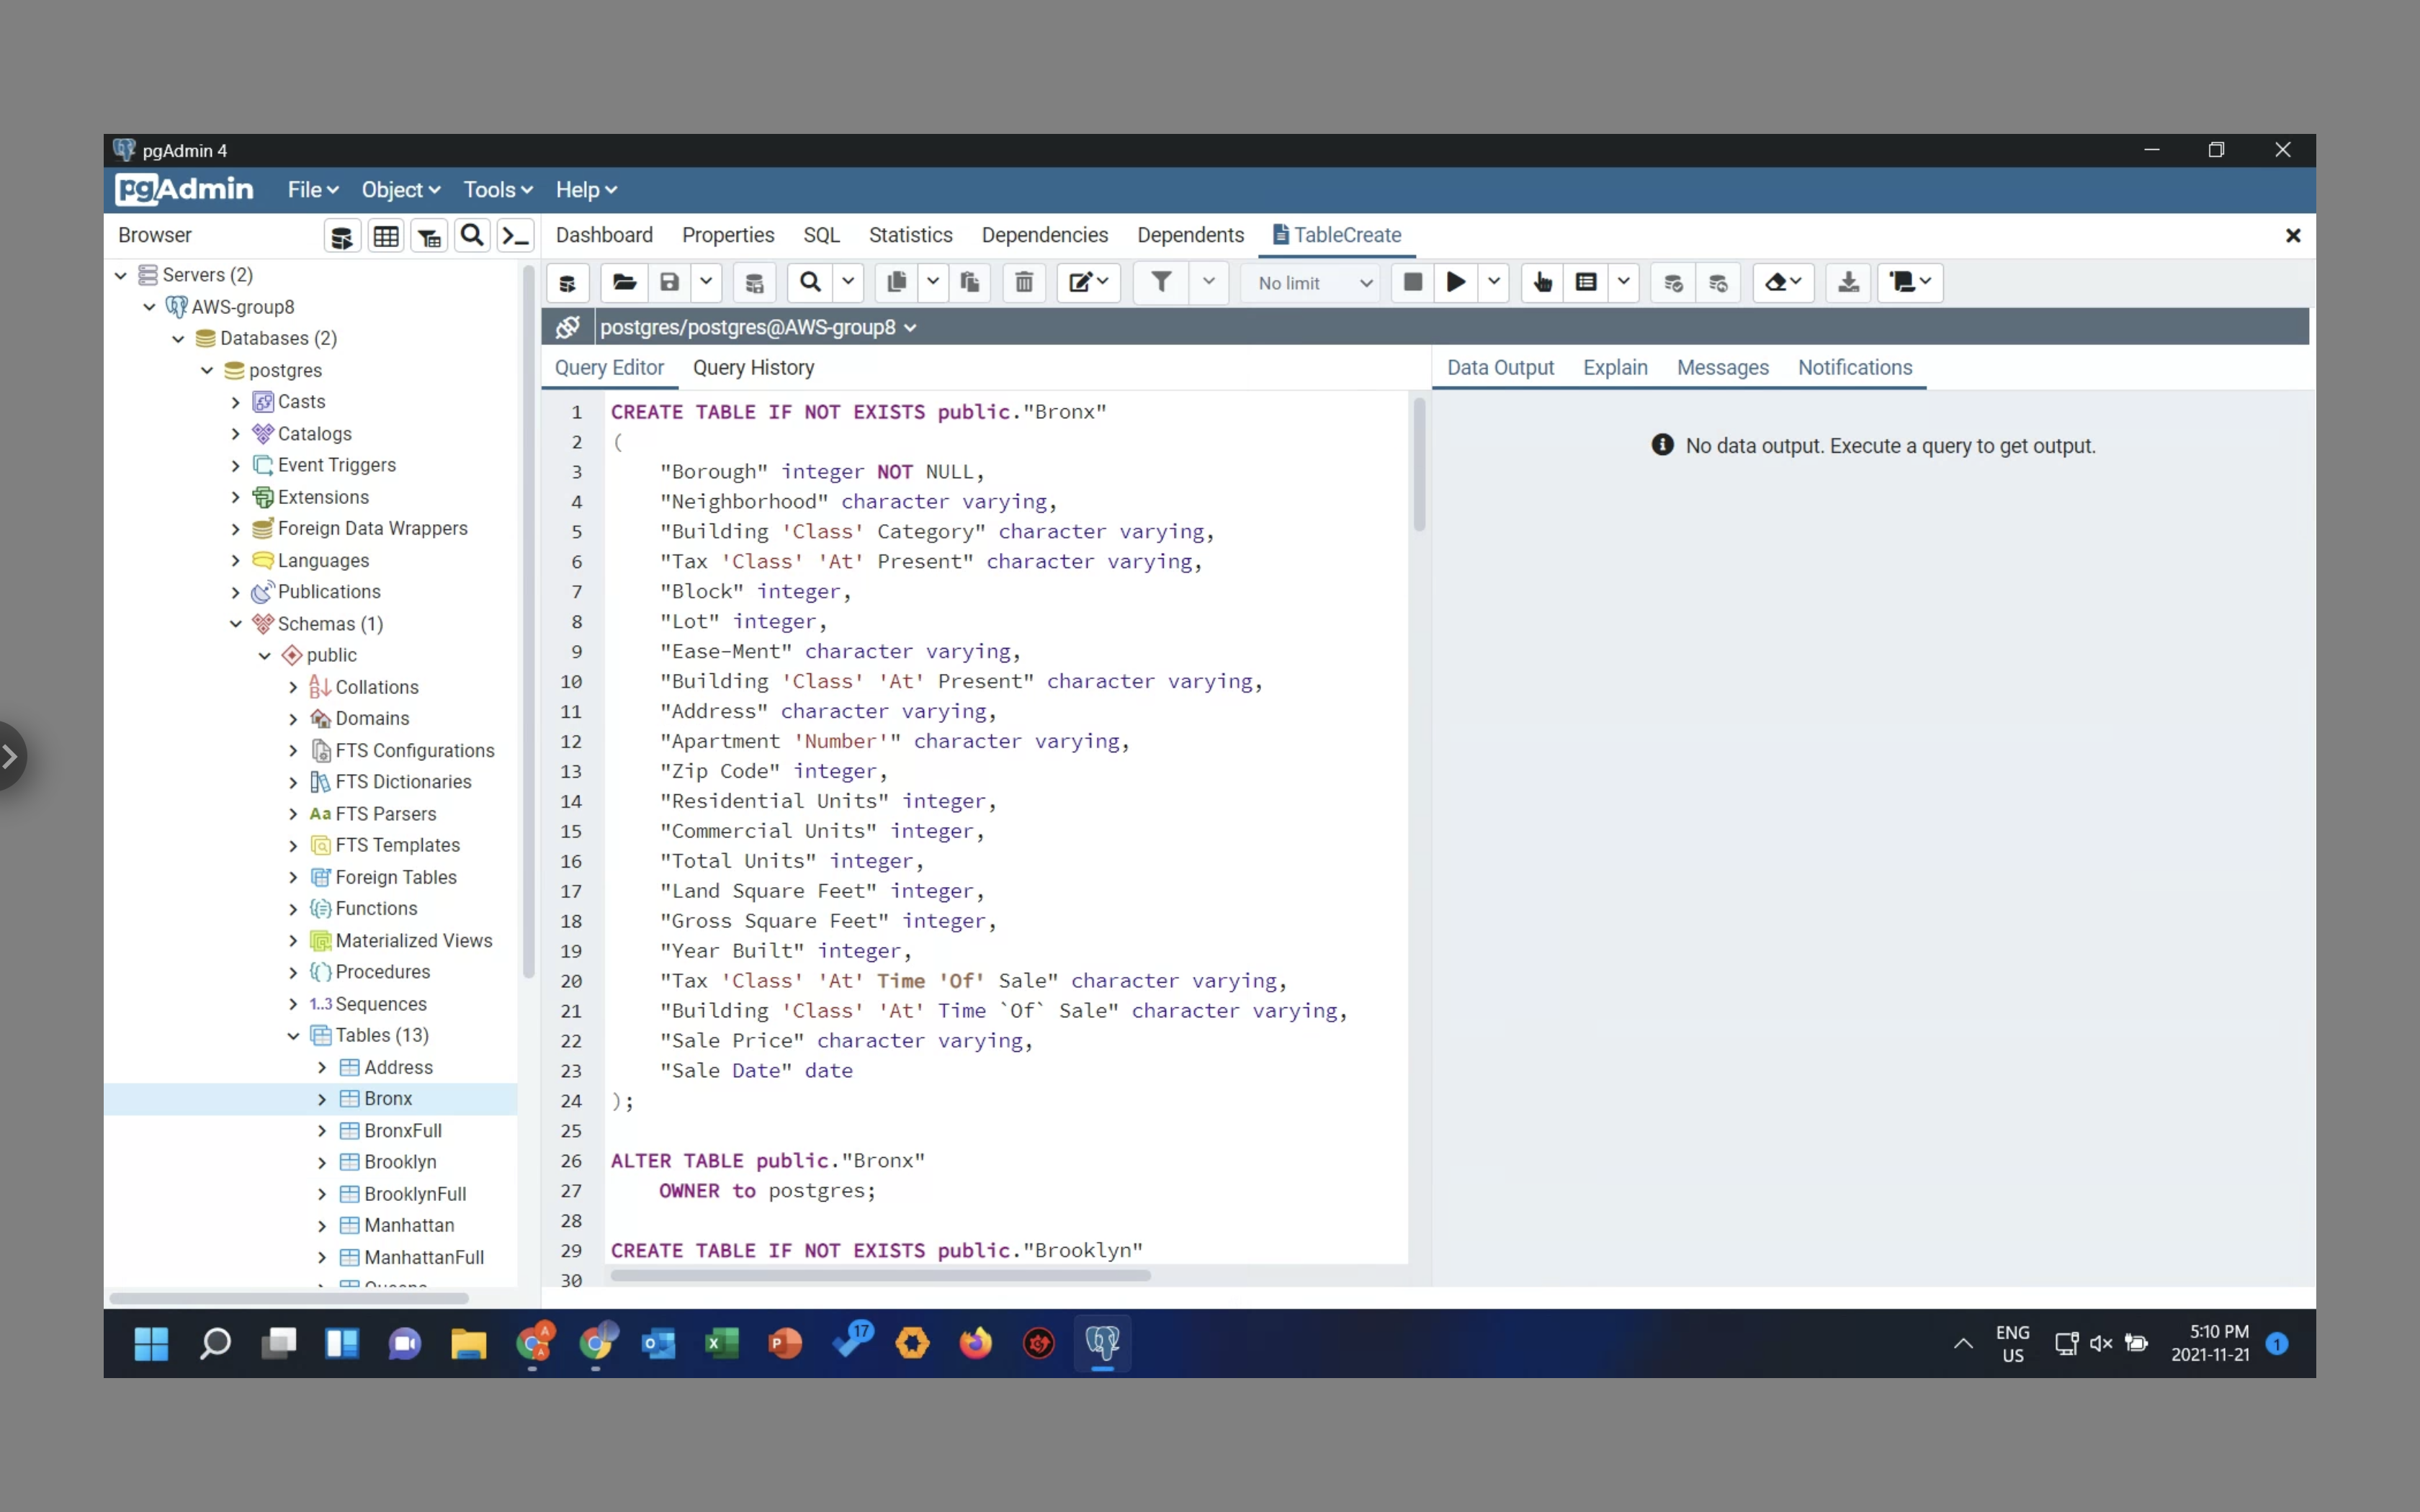 pgAdmin 4
pgAdmin File Object Tools Help
Browser
Dashboard Properties SQL Statistics Dependencies Dependents TableCreate
No limit
postgres/postgres@AWS-group8
Query Editor Query History
Data Output Explain Messages Notifications
Servers (2)
AWS-group8
Databases (2)
postgres
Casts
Catalogs
Event Triggers
Extensions
Foreign Data Wrappers
Languages
Publications
Schemas (1)
public
Collations
Domains
FTS Configurations
FTS Dictionaries
Aa FTS Parsers
FTS Templates
Foreign Tables
Functions
Materialized Views
Procedures
1..3 Sequences
Tables (13)
Address
Bronx
BronxFull
Brooklyn
BrooklynFull
Manhattan
ManhattanFull
1 CREATE TABLE IF NOT EXISTS public."Bronx"
2 (
3 "Borough" integer NOT NULL,
4 "Neighborhood" character varying,
5 "Building 'Class' Category" character varying,
6 "Tax 'Class' 'At' Present" character varying,
7 "Block" integer,
8 "Lot" integer,
9 "Ease-Ment" character varying,
10 "Building 'Class' 'At' Present" character varying,
11 "Address" character varying,
12 "Apartment 'Number'" character varying,
13 "Zip Code" integer,
14 "Residential Units" integer,
15 "Commercial Units" integer,
16 "Total Units" integer,
17 "Land Square Feet" integer,
18 "Gross Square Feet" integer,
19 "Year Built" integer,
20 "Tax 'Class' 'At' Time 'Of' Sale" character varying,
21 "Building 'Class' 'At' Time `Of` Sale" character varying,
22 "Sale Price" character varying,
23 "Sale Date" date
24 );
25
26 ALTER TABLE public."Bronx"
27 OWNER to postgres;
28
29 CREATE TABLE IF NOT EXISTS public."Brooklyn"
30
No data output. Execute a query to get output.
17
ENG
US
5:10 PM
2021-11-21
1